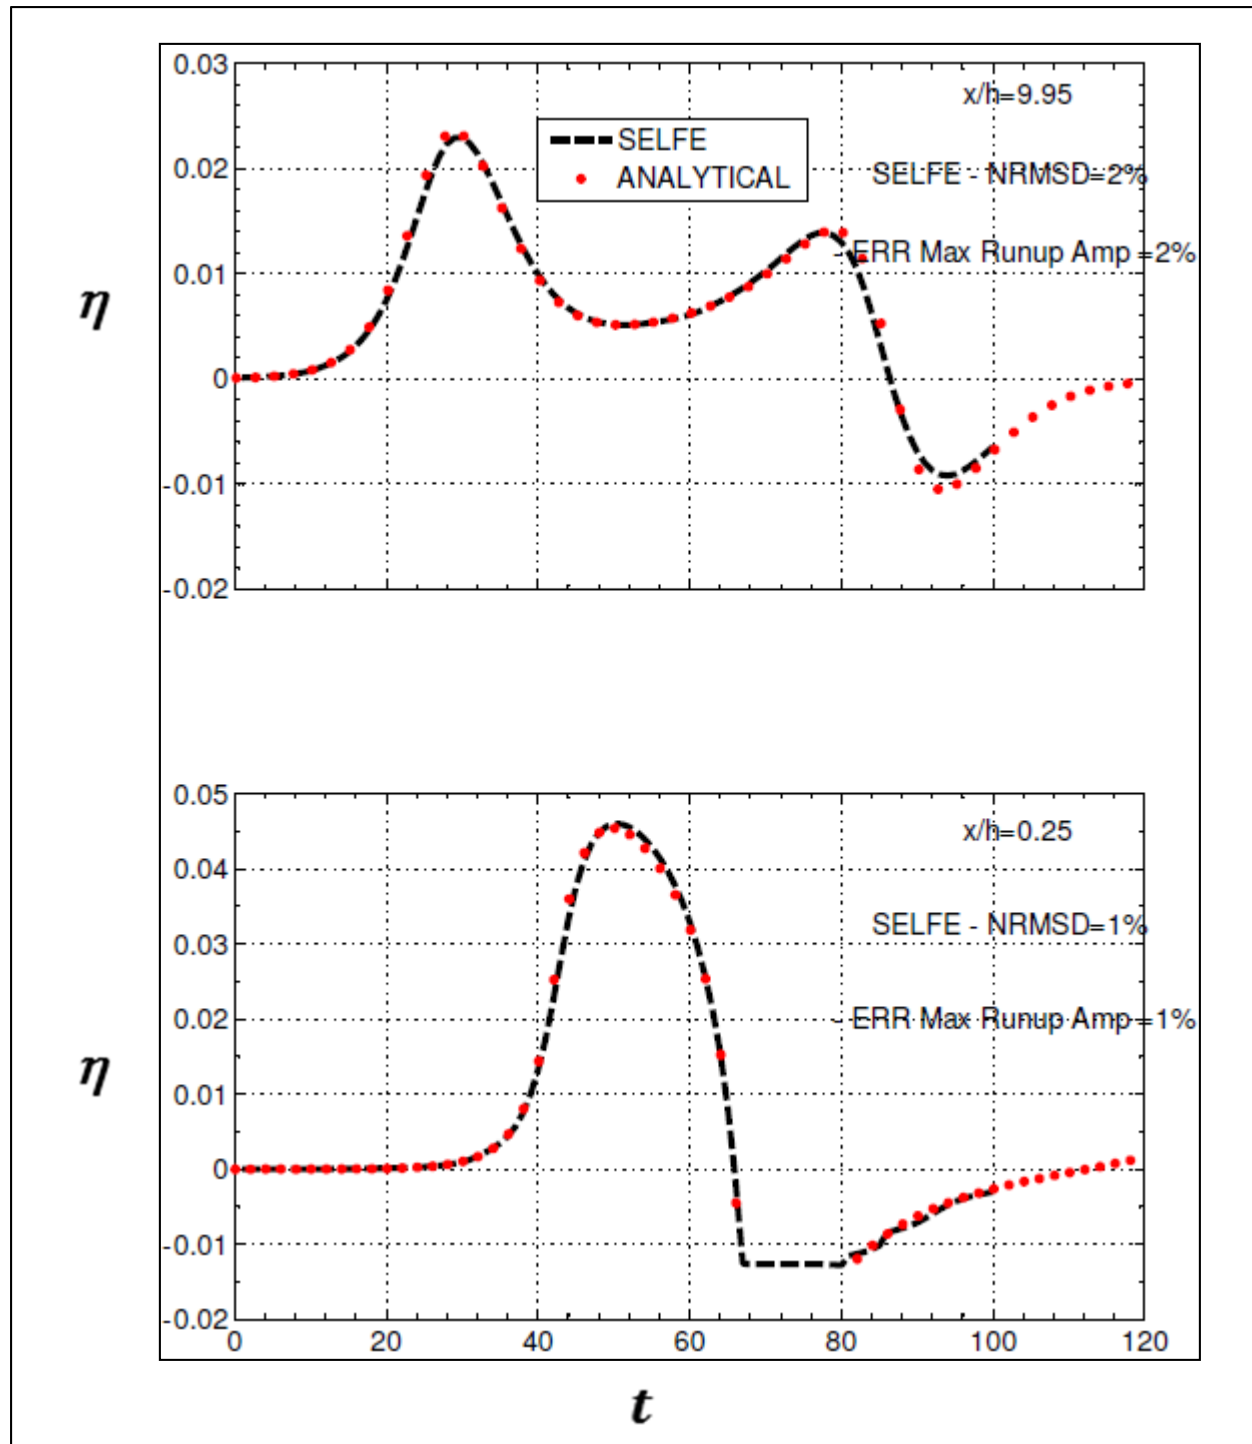 0.03
x/h=9.95
SELFE
ANALYTICAL
0.02
SELFE - NRMSD=2%
0.01
- ERR Max Runup Amp =2%
η
0
-0.01
-0.02
0.05
x/h=0.25
0.04
SELFE - NRMSD=1%
0.03
0.02
- ERR Max Runup Amp =1%
η
0.01
0
-0.01
-0.02
0 20 40 60 80 100 120
t